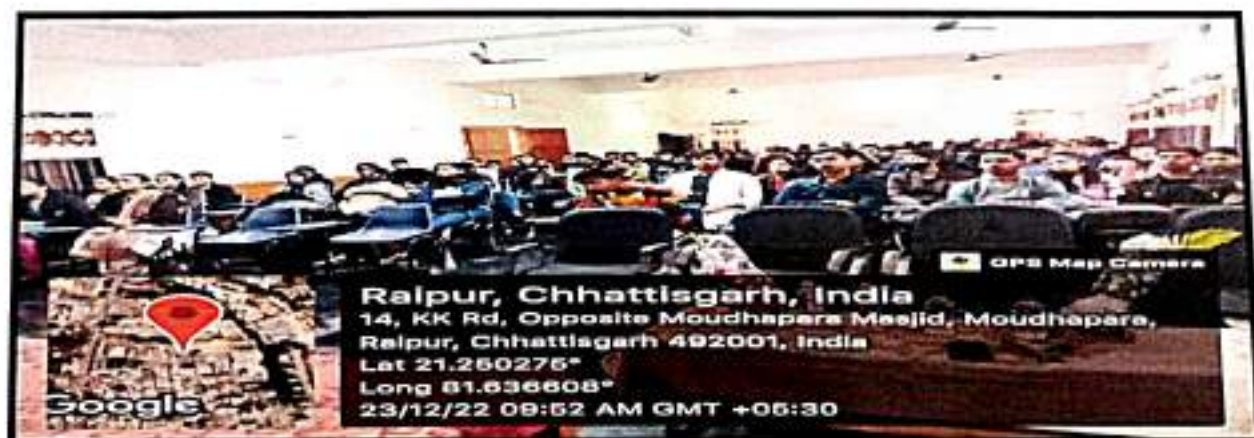 GPS Map Camera
Raipur, Chhattisgarh, India
14, KK Rd, Opposite Moudhapara Masjid, Moudhapara,
Raipur, Chhattisgarh 492001, India
Lat 21.250275°
Long 81.636608°
23/12/22 09:52 AM GMT +05:30
Google